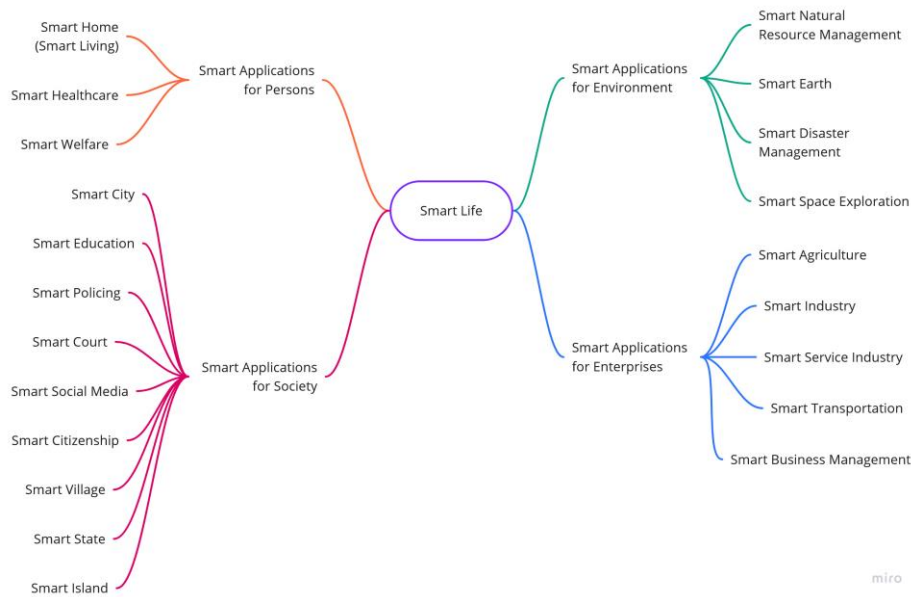 Smart Life
Smart Applications
for Persons
Smart Home
(Smart Living)
Smart Healthcare
Smart Welfare
Smart Applications
for Society
Smart City
Smart Education
Smart Policing
Smart Court
Smart Social Media
Smart Citizenship
Smart Village
Smart State
Smart Island
Smart Applications
for Environment
Smart Natural
Resource Management
Smart Earth
Smart Disaster
Management
Smart Space Exploration
Smart Applications
for Enterprises
Smart Agriculture
Smart Industry
Smart Service Industry
Smart Transportation
Smart Business Management
miro